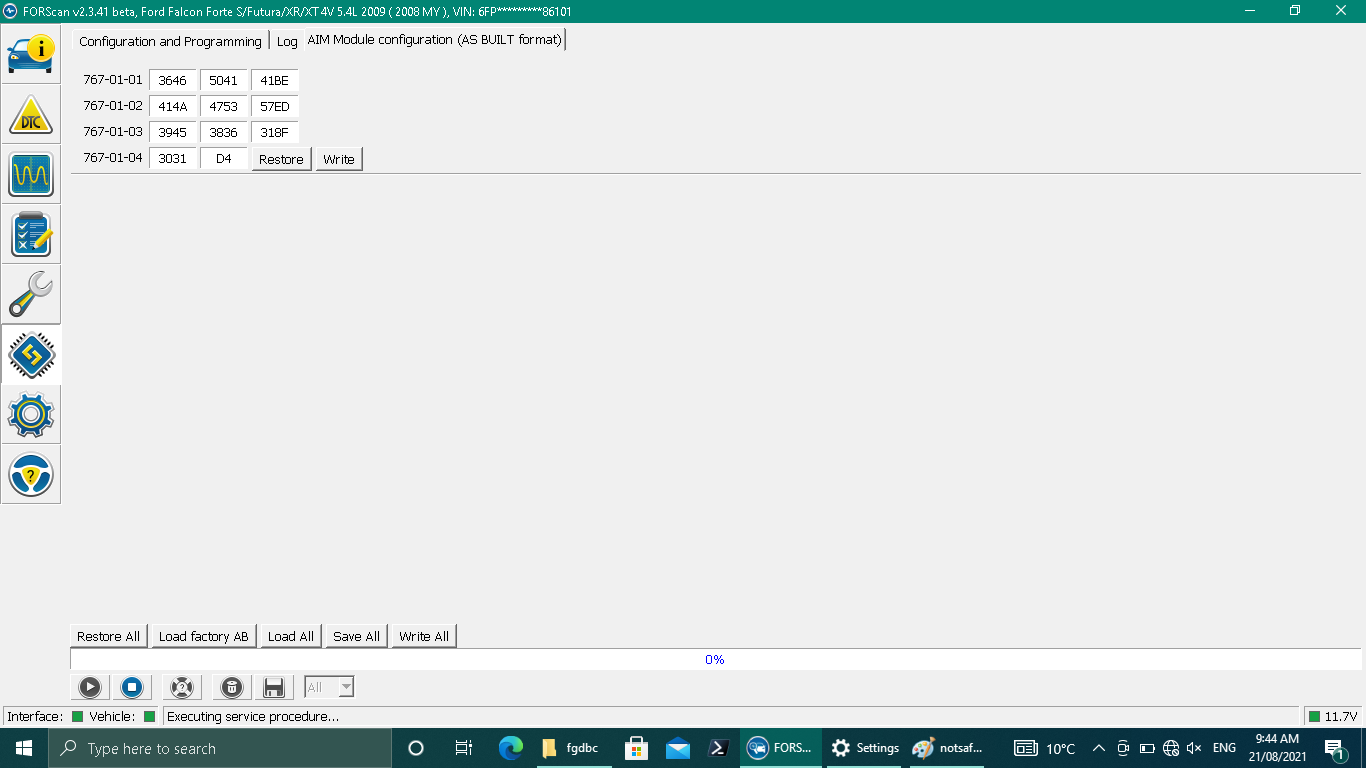 FORScan v2.3.41 beta, Ford Falcon Forte S/Futura/XR/XT4V 5.4L 2009 ( 2008 MY ), VIN: 6FP*********86101
Configuration and Programming Log AIM Module configuration (AS BUILT format)
767-01-01 3646 5041 41BE
767-01-02 414A 4753 57ED
767-01-03 3945 3836 318F
767-01-04 3031 D4 Restore Write
DTC
Restore All Load factory AB Load All Save All Write All
0%
All
Interface: Vehicle: Executing service procedure... 11.7V
Type here to search fgdbc FORS... Settings notsaf... 10°C ENG 9:44 AM
21/08/2021 1